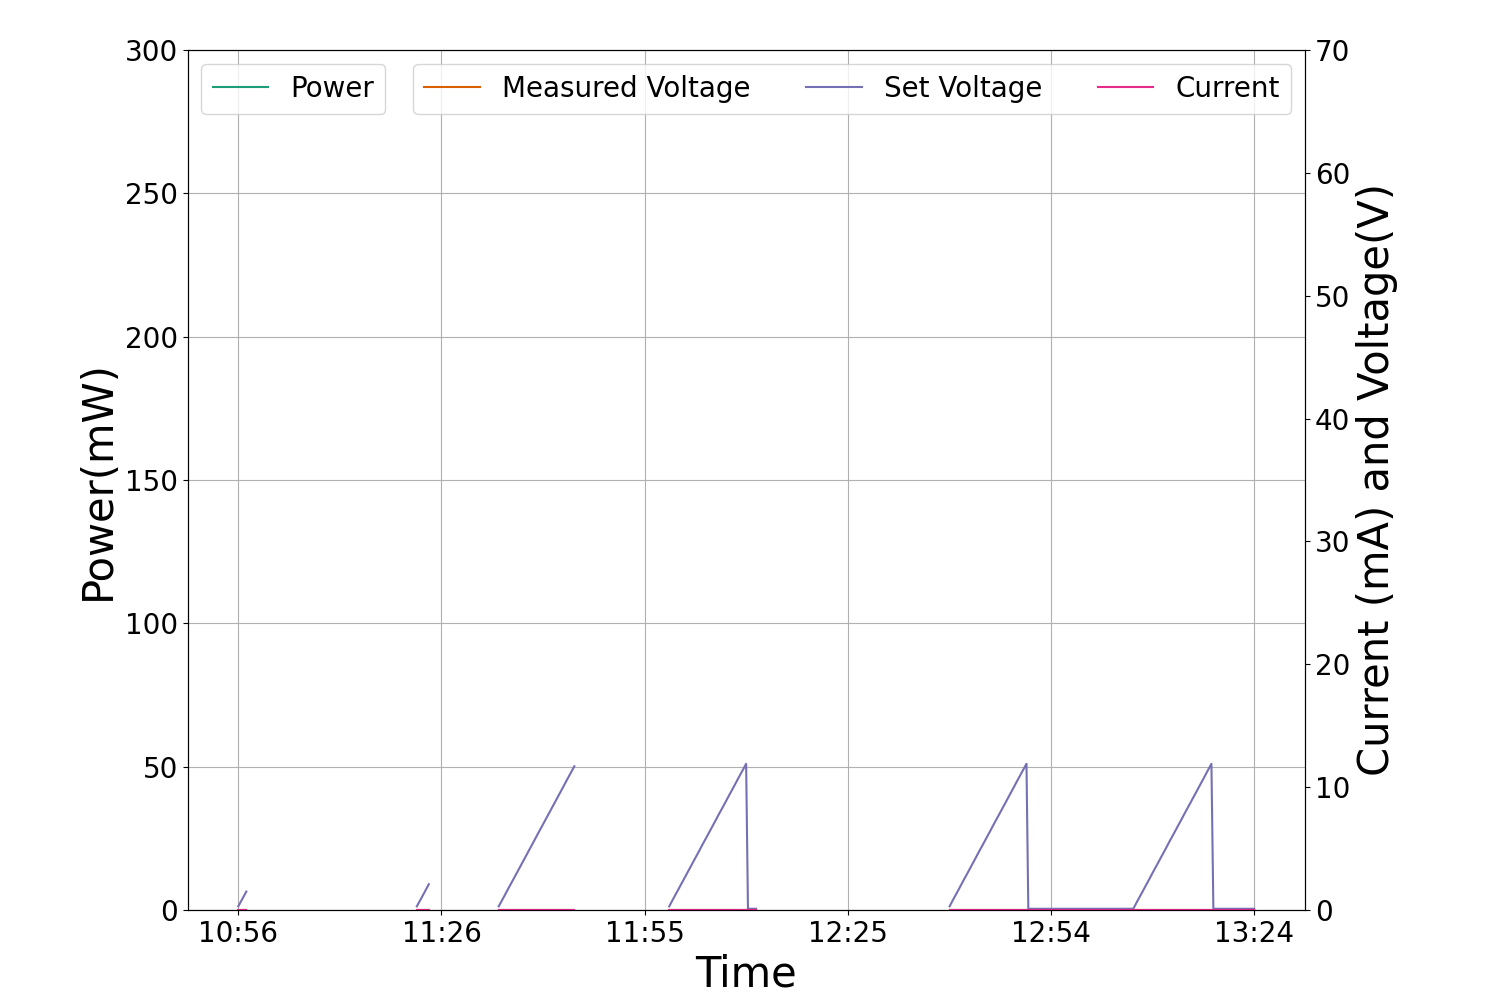 Power
Measured Voltage
Set Voltage
Current
300
250
200
150
100
50
0
Power(mW)
70
60
50
40
30
20
10
0
Current (mA) and Voltage(V)
10:56 11:26 11:55 12:25 12:54 13:24
Time